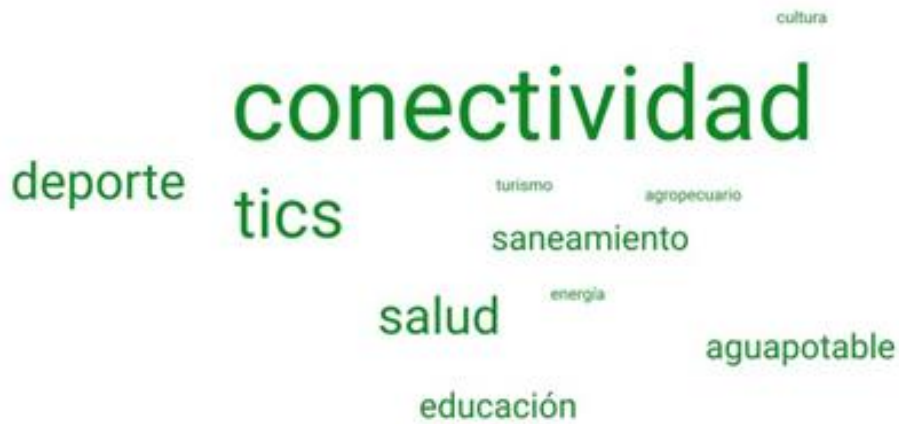 cultura
conectividad
deporte
tics
turismo
agropecuario
saneamiento
salud
energía
aguapotable
educación